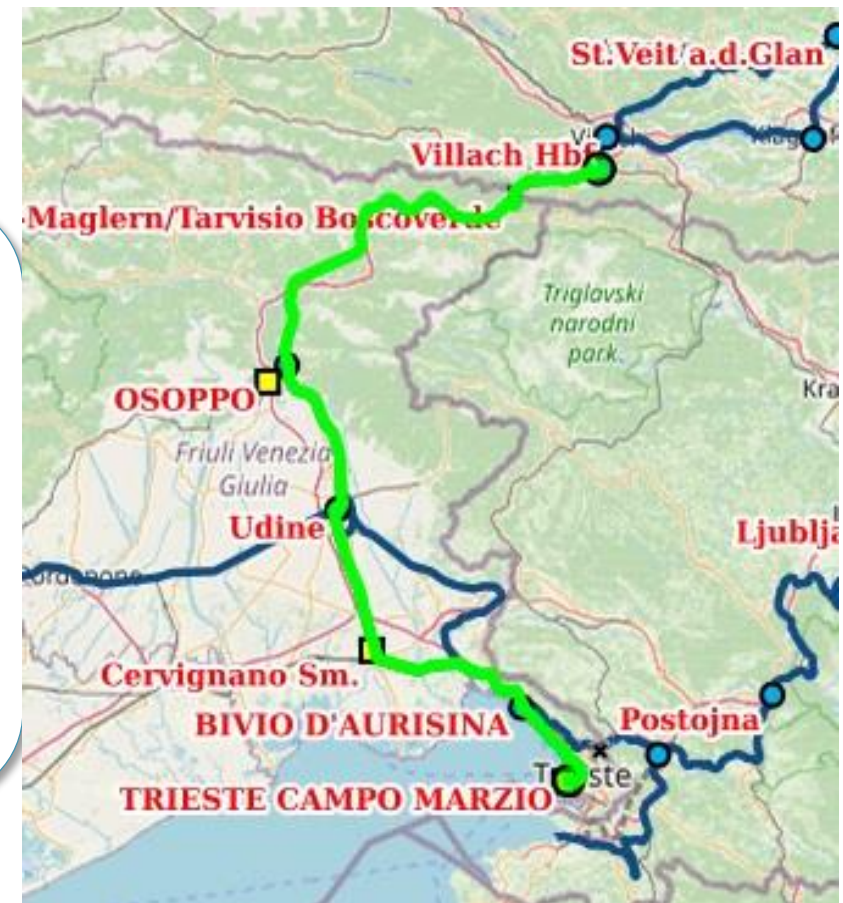 St.Veit a.d.Glan
Villach Hbf
-Maglern/Tarvisio Boscoverde
Triglavski
narodni
park
OSOPPO
Kra
Friuli Venezia
Giulia
Udine
Ljublja
Cervignano Sm.
BIVIO D'AURISINA
Postojna
TRIESTE CAMPO MARZIO